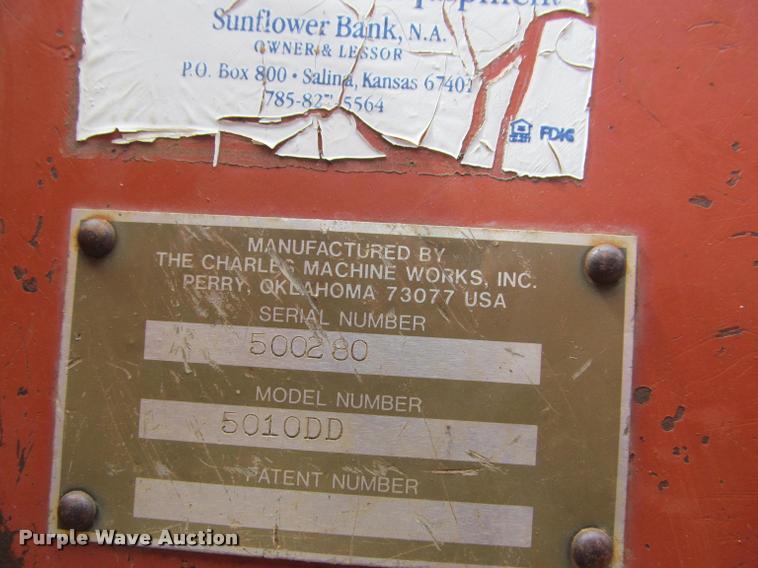 Sunflower Bank, N.A.
OWNER & LESSOR
P.O. Box 800 • Salina, Kansas 67401
5564
FDIC
MANUFACTURED BY
THE CHARLES MACHINE WORKS, INC.
PERRY, OKLAHOMA 73077 USA
SERIAL NUMBER
500280
MODEL NUMBER
5010DD
PATENT NUMBER
Purple Wave Auction